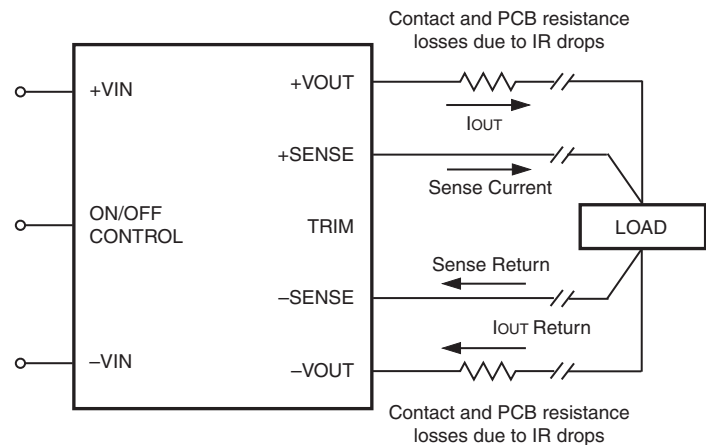 Contact and PCB resistance
losses due to IR drops
+VIN
+VOUT
IOUT
+SENSE
Sense Current
ON/OFF
CONTROL
TRIM
LOAD
Sense Return
–SENSE
IOUT Return
–VIN
–VOUT
Contact and PCB resistance
losses due to IR drops